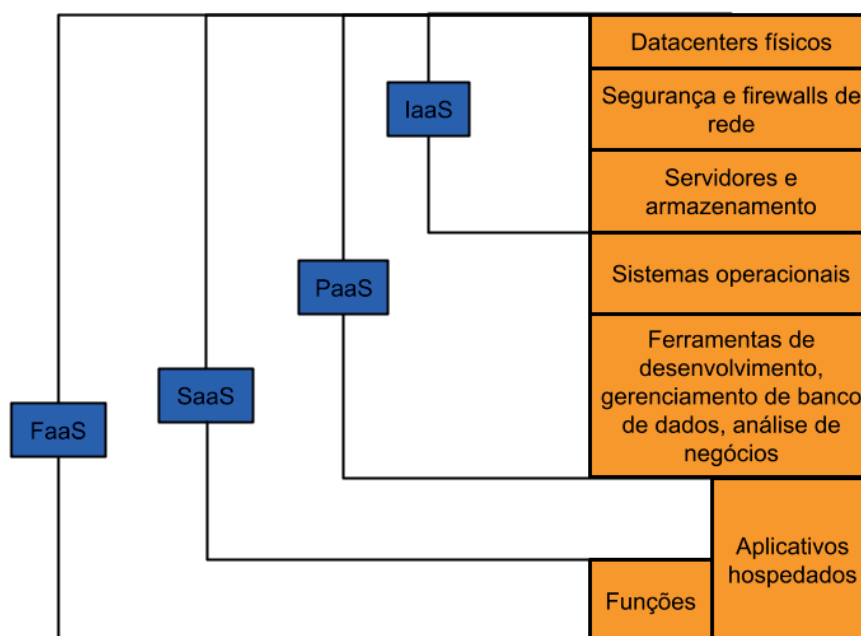 Datacenters físicos
IaaS
Segurança e firewalls de
rede
Servidores e
armazenamento
PaaS
Sistemas operacionais
Ferramentas de
desenvolvimento,
gerenciamento de banco
de dados, análise de
negócios
SaaS
FaaS
Aplicativos
hospedados
Funções